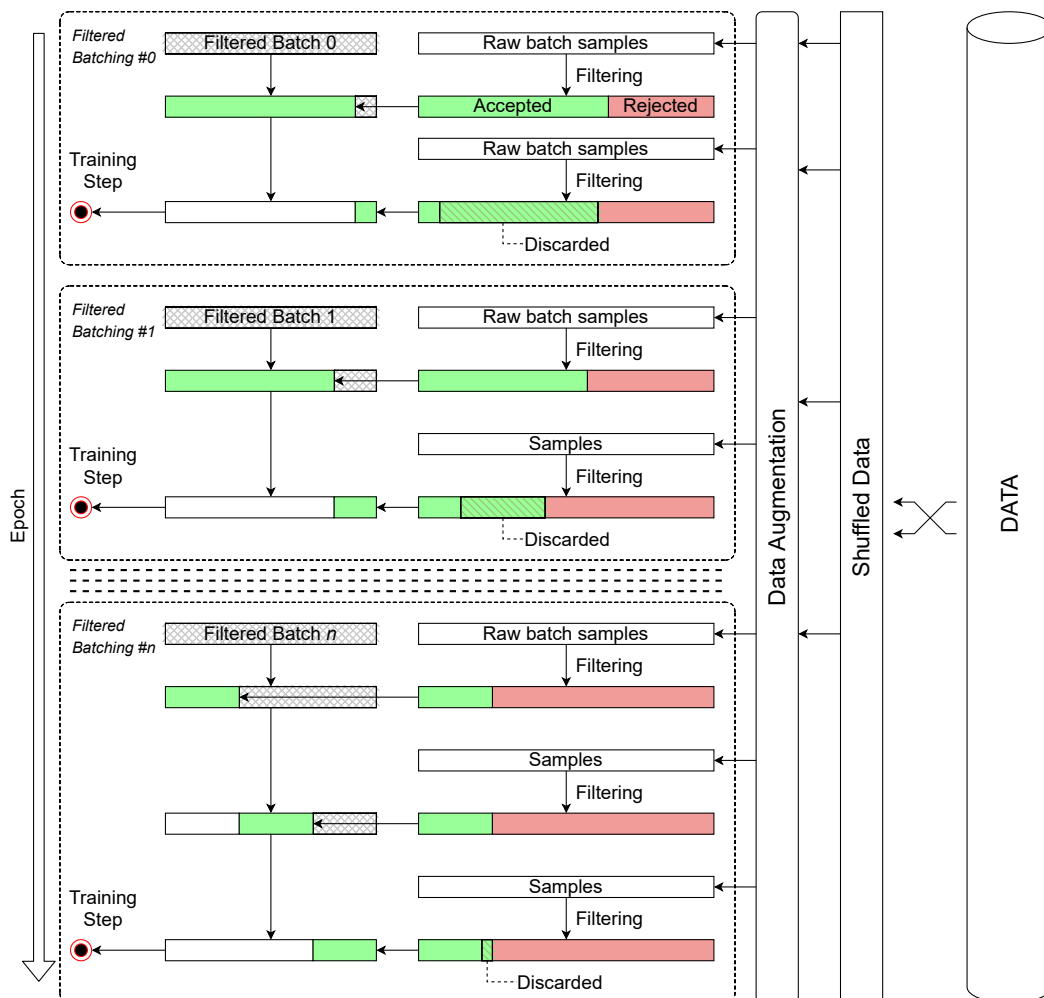 Filtered
Batching #0
Filtered Batch 0
Raw batch samples
Filtering
Accepted
Rejected
Raw batch samples
Training
Step
Filtering
Discarded
Filtered
Batching #1
Filtered Batch 1
Raw batch samples
Filtering
Samples
Training
Step
Filtering
Discarded
Filtered
Batching #n
Filtered Batch n
Raw batch samples
Filtering
Samples
Filtering
Samples
Training
Step
Filtering
Discarded
Epoch
Data Augmentation
Shuffled Data
DATA